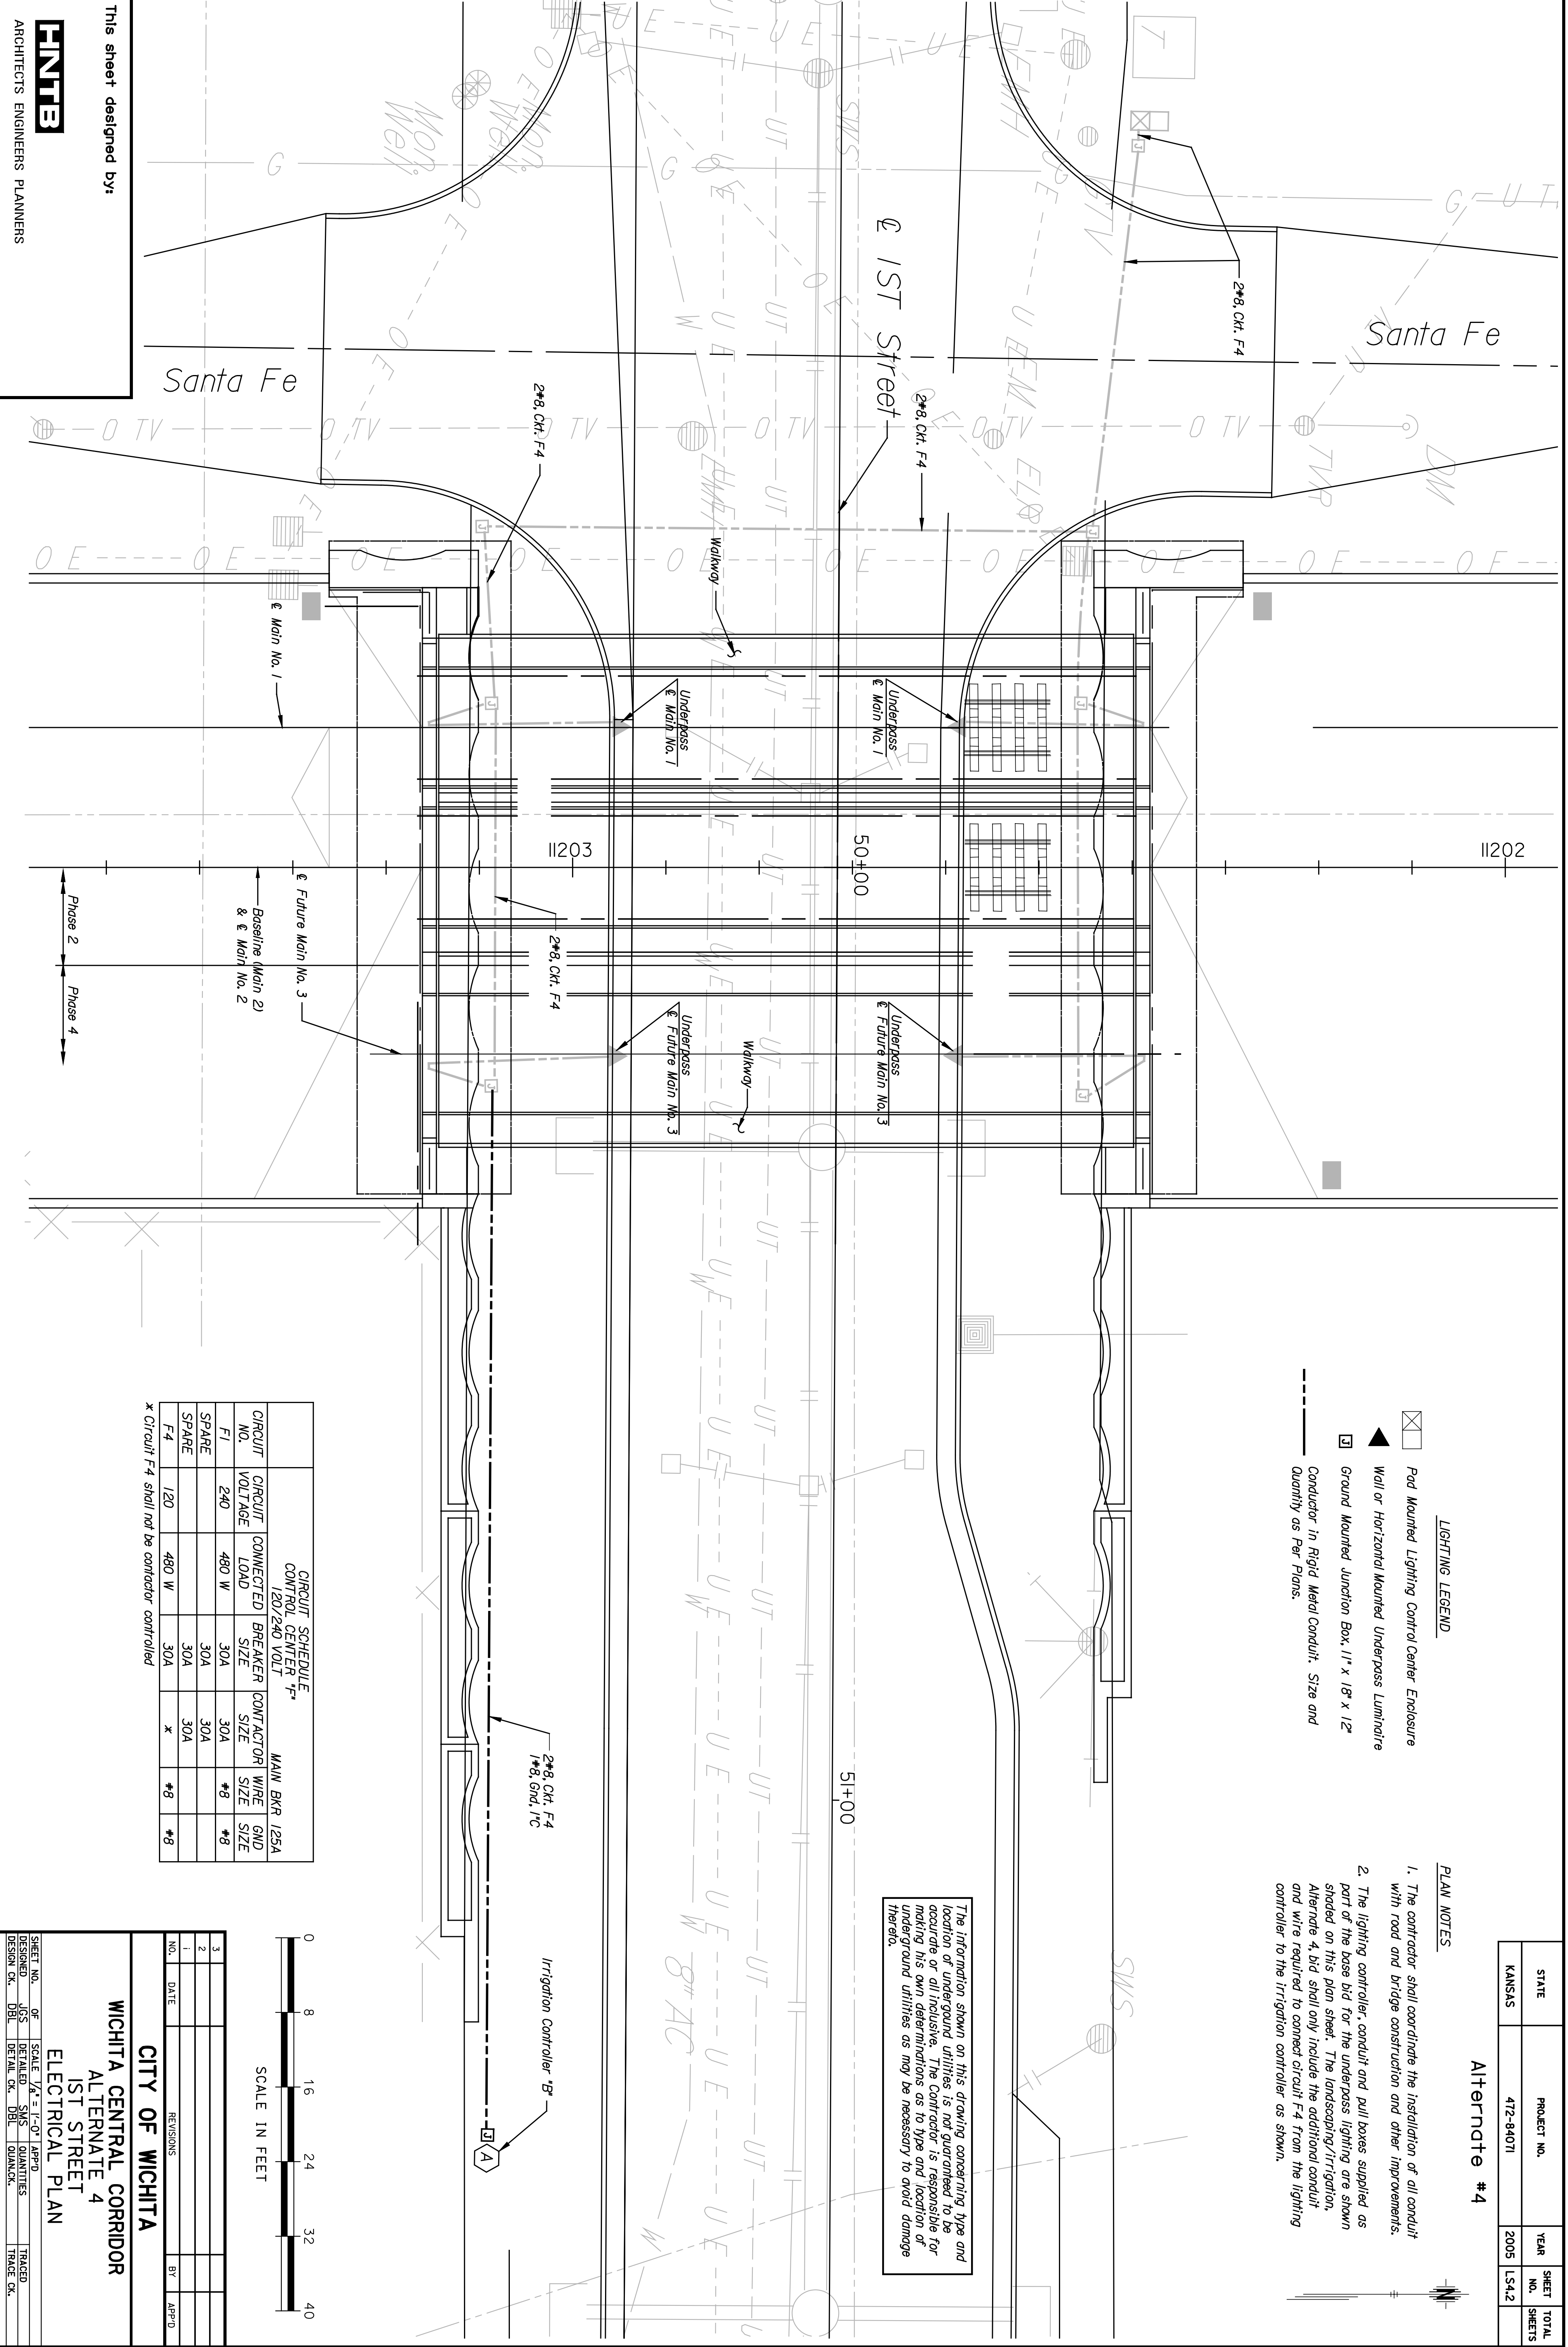 Alternate #4
STATE
PROJECT NO.
YEAR
SHEET NO.
TOTAL SHEETS
KANSAS
472-84071
2005
LS4.2
N
LIGHTING LEGEND
Pad Mounted Lighting Control Center Enclosure
Wall or Horizontal Mounted Underpass Luminaire
J
Ground Mounted Junction Box, 11" x 18" x 12"
Conductor in Rigid Metal Conduit. Size and
Quantity as Per Plans.
PLAN NOTES
1. The contractor shall coordinate the installation of all conduit
with road and bridge construction and other improvements.
2. The lighting controller, conduit and pull boxes supplied as
part of the base bid for the underpass lighting are shown
shaded on this plan sheet. The landscaping/irrigation,
Alternate 4, bid shall only include the additional conduit
and wire required to connect circuit F4 from the lighting
controller to the irrigation controller as shown.
Santa Fe
Santa Fe
℄ 1ST Street
2#8, Ckt. F4
2#8, Ckt. F4
2#8, Ckt. F4
2#8, Ckt. F4
Walkway
Walkway
Underpass
℄ Main No. 1
Underpass
℄ Main No. 1
Underpass
℄ Future Main No. 3
Underpass
℄ Future Main No. 3
℄ Main No. 1
11202
11203
50+00
51+00
℄ Future Main No. 3
Baseline (Main 2)
& ℄ Main No. 2
Phase 2
Phase 4
2#8, Ckt. F4
1#8, Gnd, 1"C
Irrigation Controller "B"
J
A
The information shown on this drawing concerning type and
location of undergound utilities is not guaranteed to be
accurate or all inclusive. The Contractor is responsible for
making his own determinations as to type and location of
underground utilities as may be necessary to avoid damage
thereto.
CIRCUIT SCHEDULE
CONTROL CENTER "F"
120/240 VOLT
MAIN BKR 125A
CIRCUIT NO.
CIRCUIT VOLTAGE
CONNECTED LOAD
BREAKER SIZE
CONTACTOR SIZE
WIRE SIZE
GND SIZE
F1 240 480 W 30A 30A #8 #8
SPARE 30A 30A
SPARE 30A 30A
F4 120 480 W 30A * #8 #8
* Circuit F4 shall not be contactor controlled
0 8 16 24 32 40
SCALE IN FEET
3
2
1
NO. DATE REVISIONS BY APP'D
CITY OF WICHITA
WICHITA CENTRAL CORRIDOR
ALTERNATE 4
1ST STREET
ELECTRICAL PLAN
SHEET NO. OF SCALE 1/8" = 1'-0" APP'D
DESIGNED JGS DETAILED SMS QUANTITIES TRACED
DESIGN CK. DBL DETAIL CK. DBL QUAN.CK. TRACE CK.
This sheet designed by:
HNTB
ARCHITECTS ENGINEERS PLANNERS